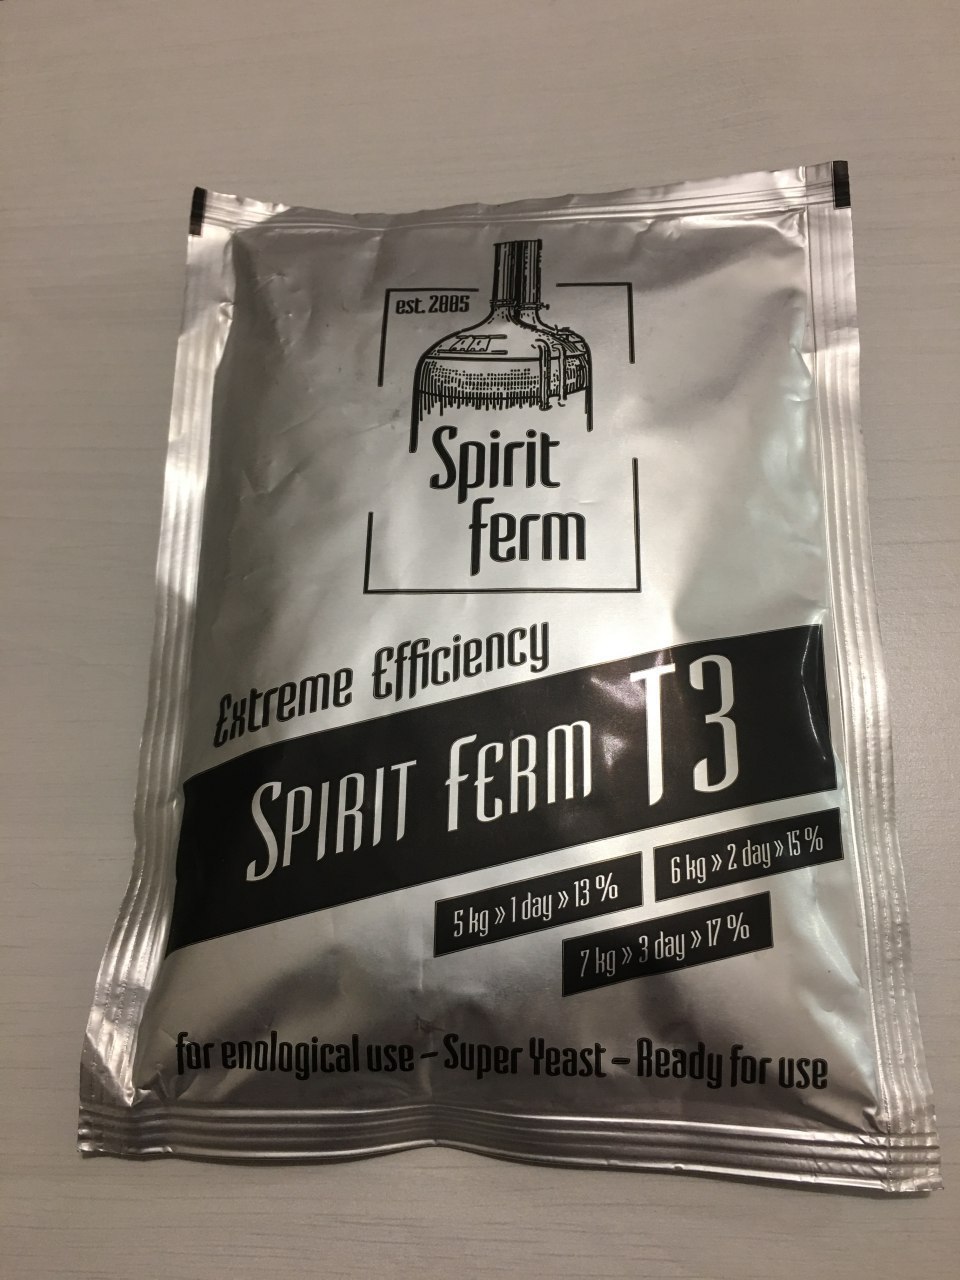 est. 2005
Spirit
ferm
Extreme Efficiency
SPIRIT FERM T3
5 kg » 1 day » 13 %
6 kg » 2 day » 15 %
7 kg » 3 day » 17 %
for enological use – Super Yeast – Ready for use